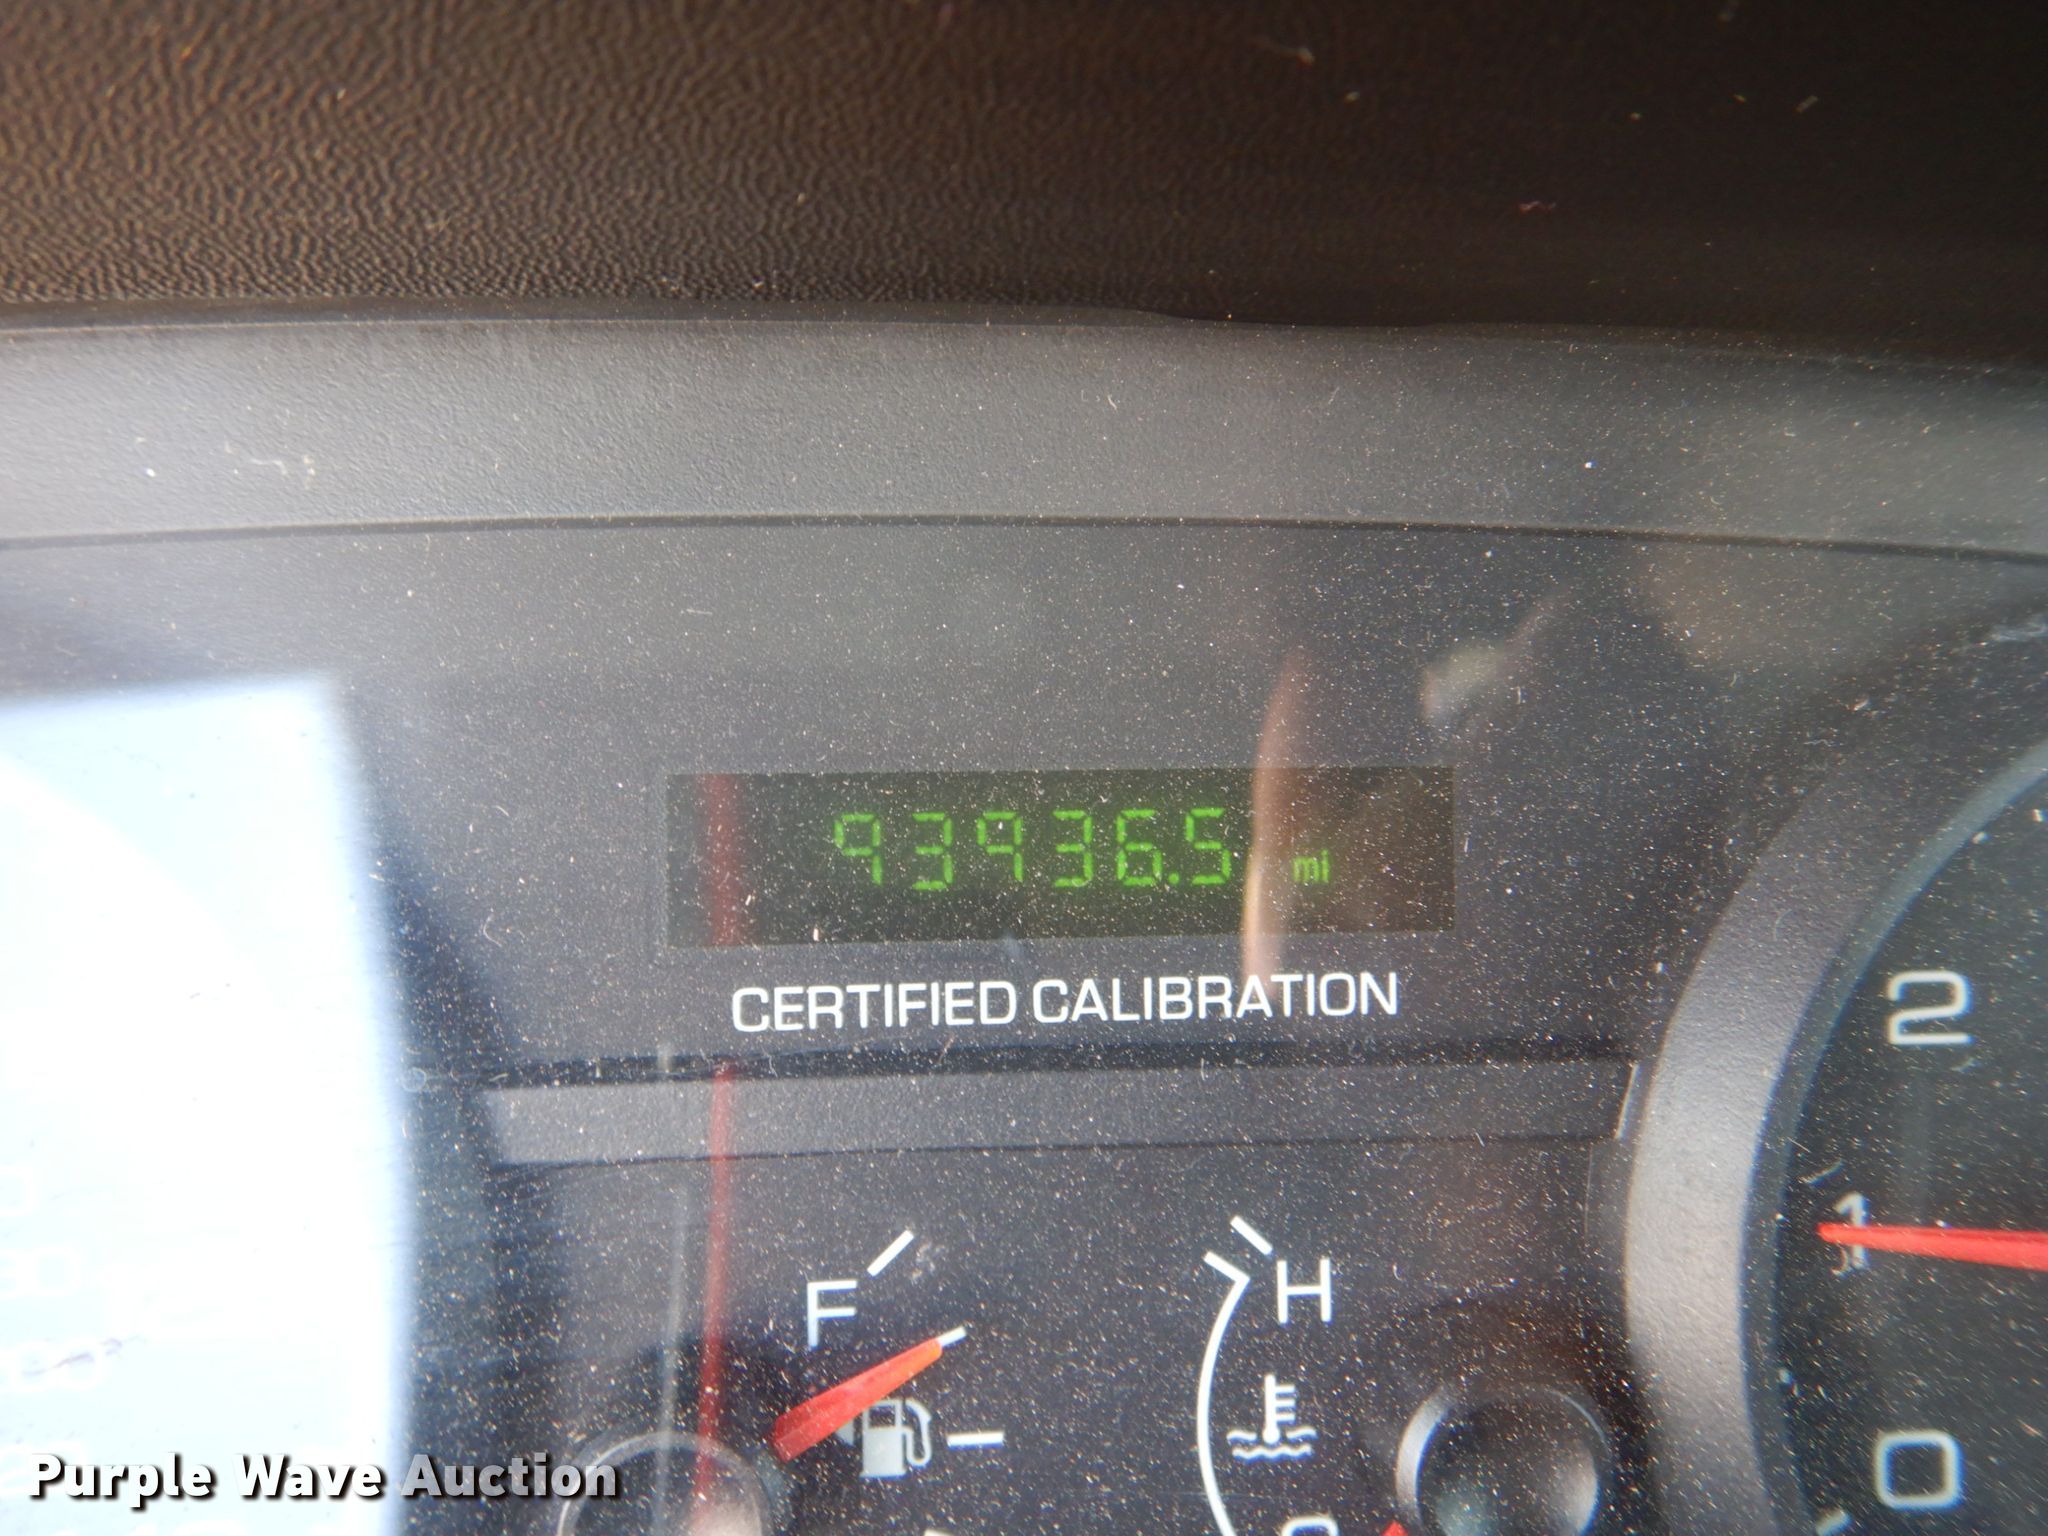 93936.5 mi
CERTIFIED CALIBRATION
2
1
F
H
0
Purple Wave Auction